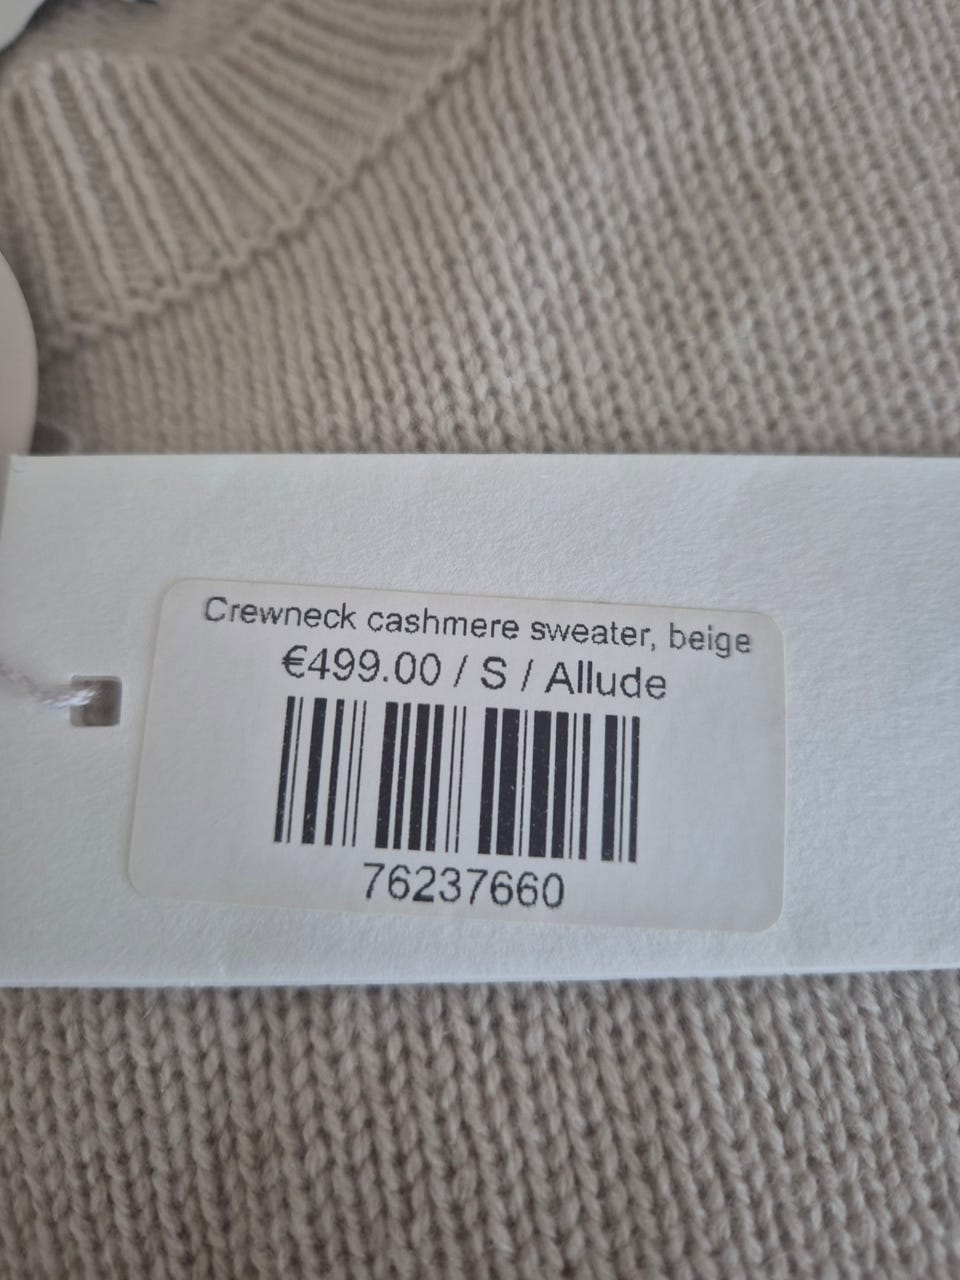 Crewneck cashmere sweater, beige
€499.00 / S / Allude
76237660